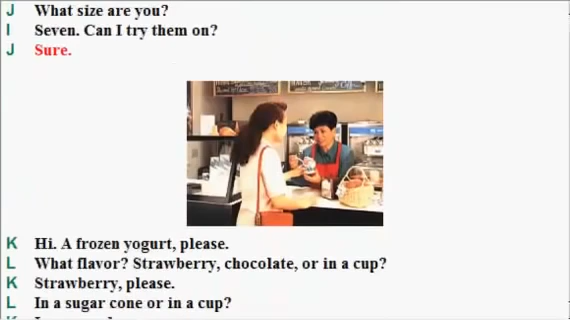 J What size are you?
I Seven. Can I try them on?
J Sure.
K Hi. A frozen yogurt, please.
L What flavor? Strawberry, chocolate, or in a cup?
K Strawberry, please.
L In a sugar cone or in a cup?
K